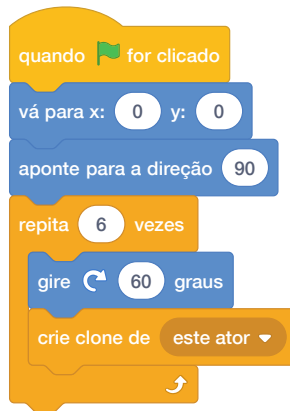 quando for clicado
vá para x: 0 y: 0
aponte para a direção 90
repita 6 vezes
gire 60 graus
crie clone de este ator